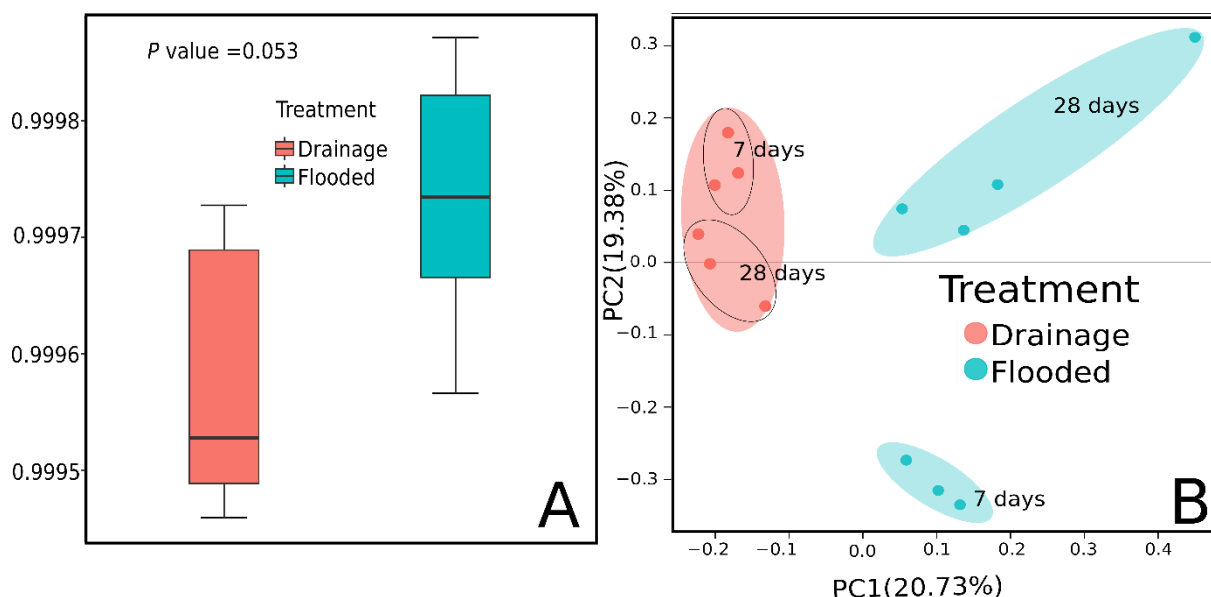 P value =0.053
Treatment
Drainage
Flooded
0.9998
0.9997
0.9996
0.9995
A
0.3
0.2
0.1
0.0
−0.1
−0.2
−0.3
PC2(19.38%)
28 days
7 days
28 days
Treatment
Drainage
Flooded
7 days
B
−0.2
−0.1
0.0
0.1
0.2
0.3
0.4
PC1(20.73%)